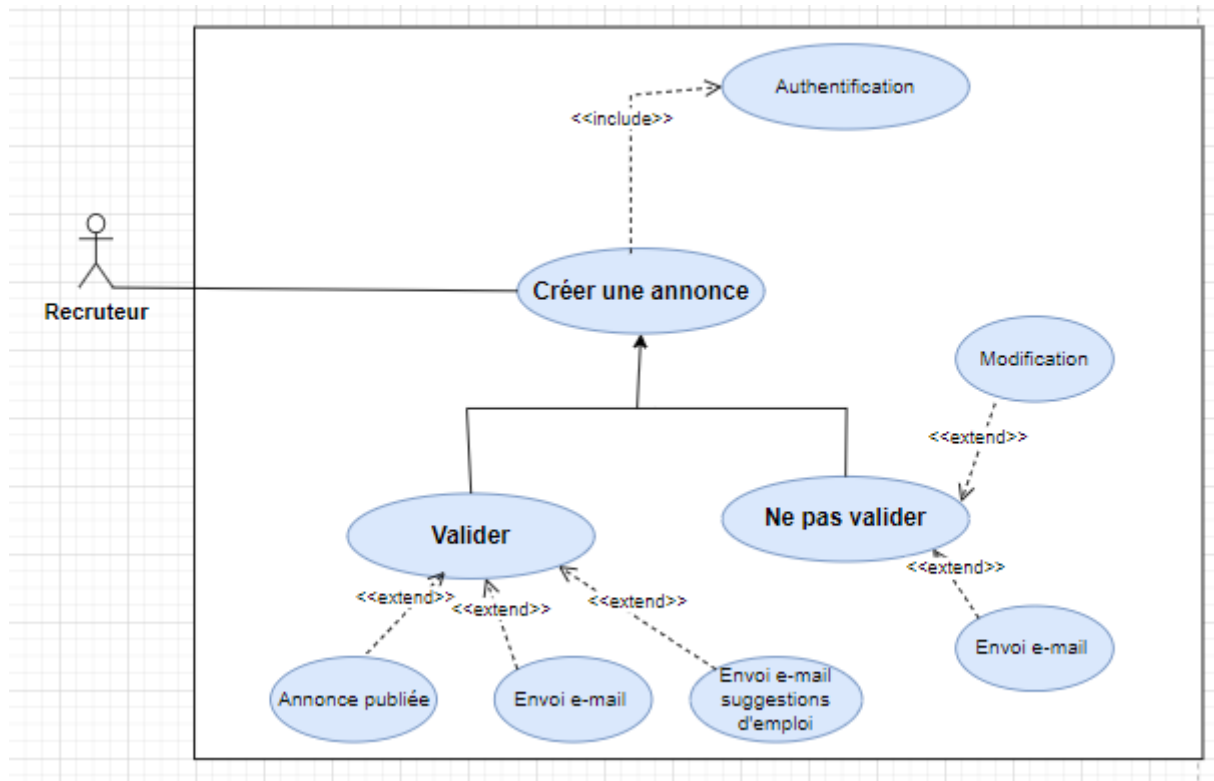 Authentification
<<include>>
Créer une annonce
Recruteur
Modification
<<extend>>
Ne pas valider
Valider
<<extend>>
<<extend>>
<<extend>>
<<extend>>
Envoi e-mail
Annonce publiée
Envoi e-mail
Envoi e-mail
suggestions
d'emploi